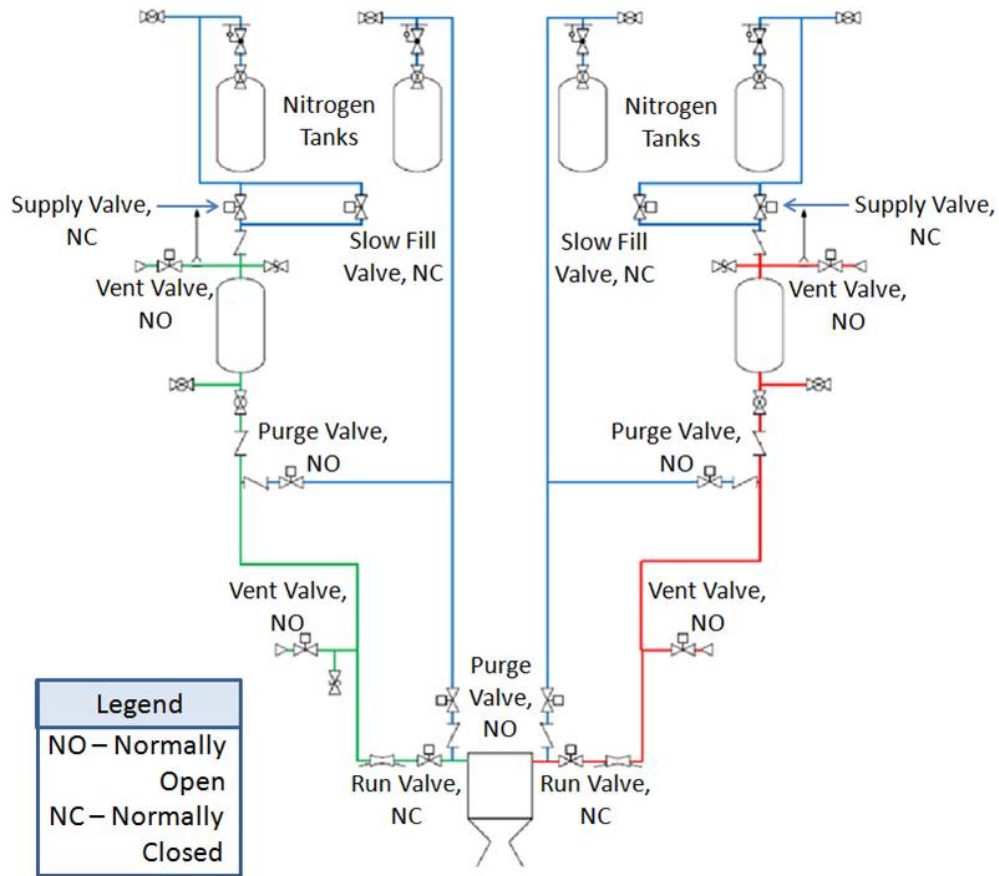 Nitrogen
Tanks
Nitrogen
Tanks
Supply Valve,
NC
Slow Fill
Valve, NC
Slow Fill
Valve, NC
Supply Valve,
NC
Vent Valve,
NO
Vent Valve,
NO
Purge Valve,
NO
Purge Valve,
NO
Vent Valve,
NO
Vent Valve,
NO
Purge
Valve,
NO
Run Valve,
NC
Run Valve,
NC
Legend
NO – Normally
Open
NC – Normally
Closed